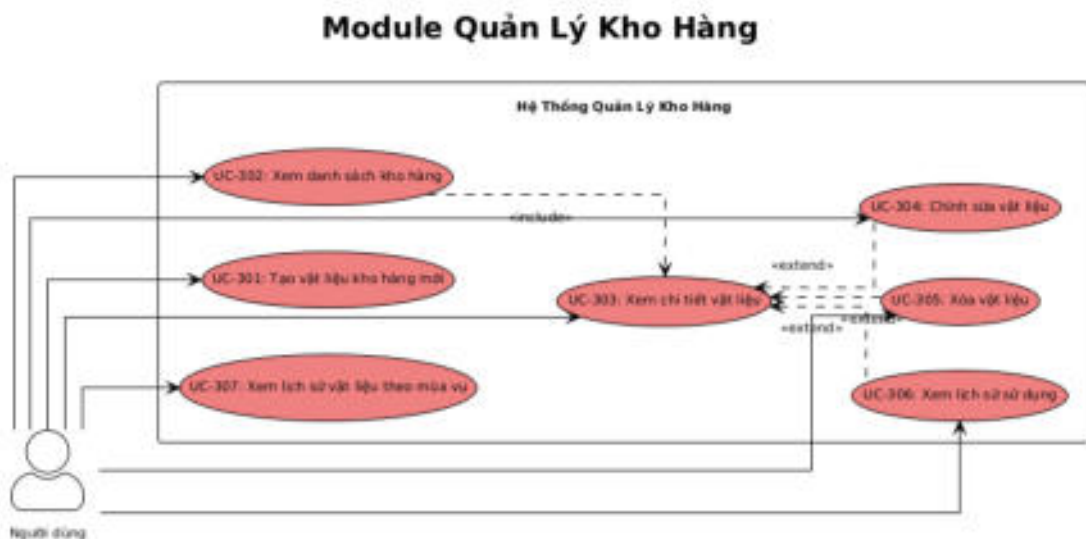 Module Quản Lý Kho Hàng
Hệ Thống Quản Lý Kho Hàng
UC-302: Xem danh sách kho hàng
UC-304: Chỉnh sửa vật liệu
«include»
UC-301: Tạo vật liệu kho hàng mới
«extend»
UC-303: Xem chi tiết vật liệu
UC-305: Xóa vật liệu
«extend»
«extend»
UC-307: Xem lịch sử vật liệu theo mùa vụ
UC-306: Xem lịch sử sử dụng
Người dùng